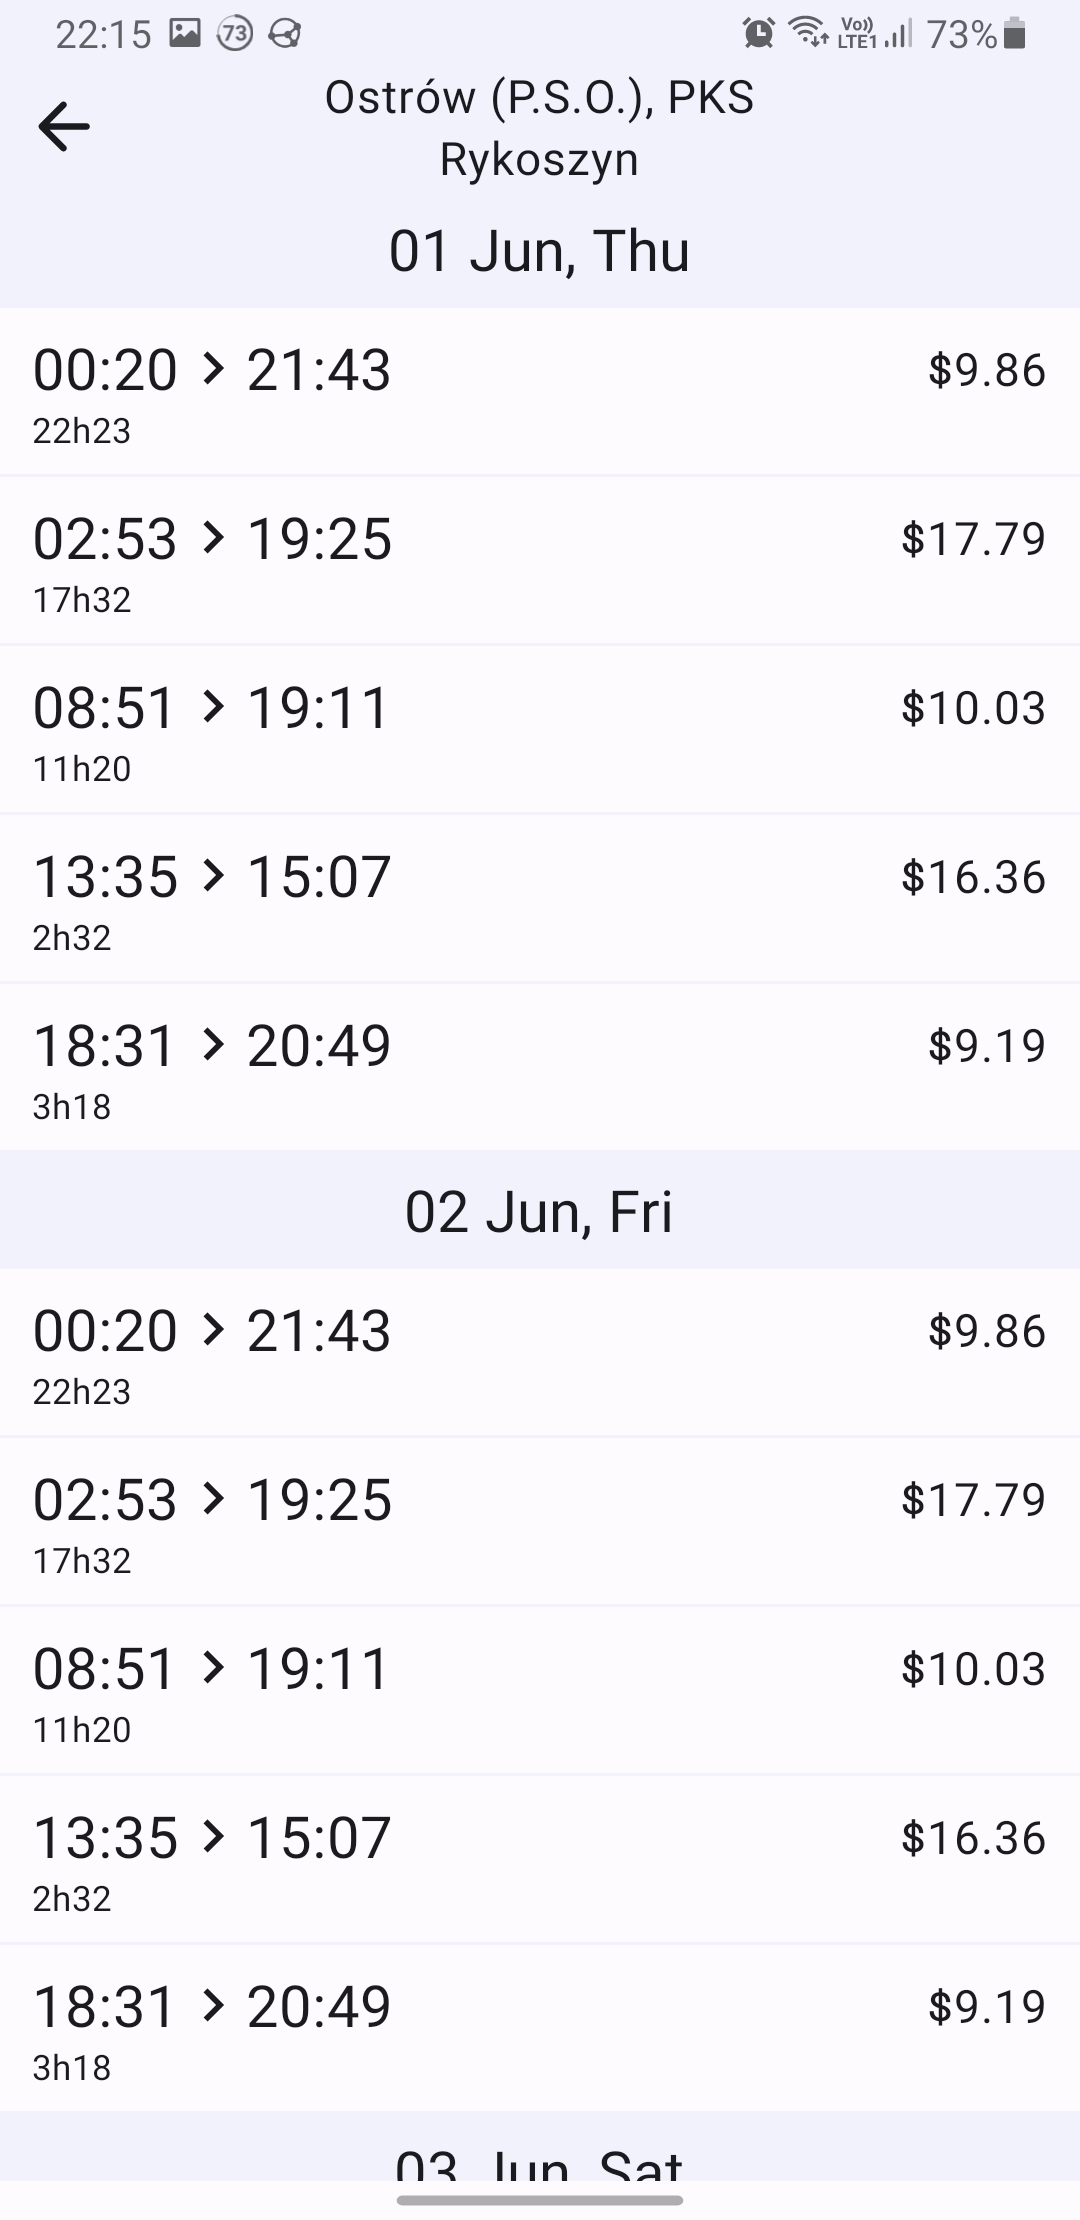 22:15 73 Vo)) LTE1 73%
Ostrów (P.S.O.), PKS
Rykoszyn
01 Jun, Thu
00:20 > 21:43 $9.86
22h23
02:53 > 19:25 $17.79
17h32
08:51 > 19:11 $10.03
11h20
13:35 > 15:07 $16.36
2h32
18:31 > 20:49 $9.19
3h18
02 Jun, Fri
00:20 > 21:43 $9.86
22h23
02:53 > 19:25 $17.79
17h32
08:51 > 19:11 $10.03
11h20
13:35 > 15:07 $16.36
2h32
18:31 > 20:49 $9.19
3h18
03 Jun, Sat